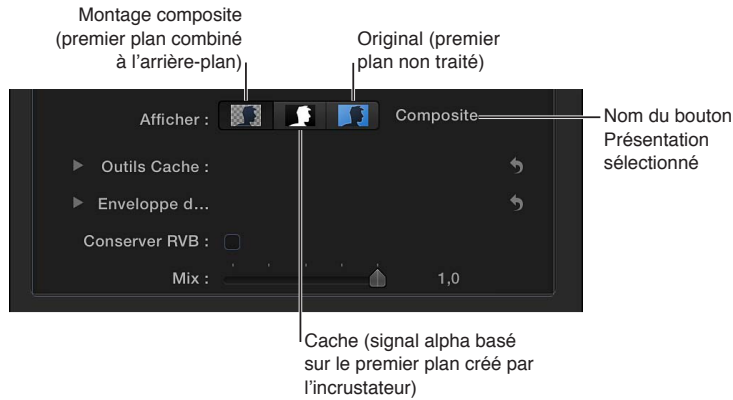 Montage composite
(premier plan combiné
à l'arrière-plan)
Original (premier
plan non traité)
Afficher :
Composite
Nom du bouton
Présentation
sélectionné
Outils Cache :
Enveloppe d...
Conserver RVB :
Mix :
1,0
Cache (signal alpha basé
sur le premier plan créé par
l'incrustateur)